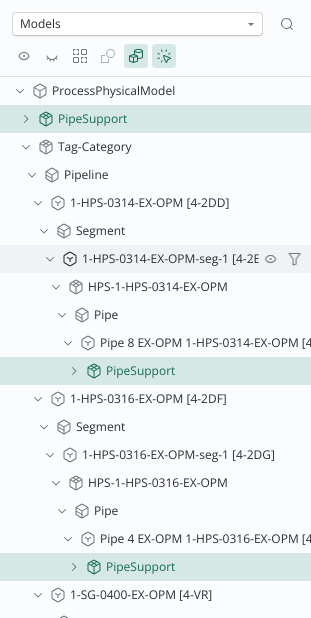 Models
ProcessPhysicalModel
PipeSupport
Tag-Category
Pipeline
1-HPS-0314-EX-OPM [4-2DD]
Segment
1-HPS-0314-EX-OPM-seg-1 [4-2E
HPS-1-HPS-0314-EX-OPM
Pipe
Pipe 8 EX-OPM 1-HPS-0314-EX-OPM [4
PipeSupport
1-HPS-0316-EX-OPM [4-2DF]
Segment
1-HPS-0316-EX-OPM-seg-1 [4-2DG]
HPS-1-HPS-0316-EX-OPM
Pipe
Pipe 4 EX-OPM 1-HPS-0316-EX-OPM [4
PipeSupport
1-SG-0400-EX-OPM [4-VR]